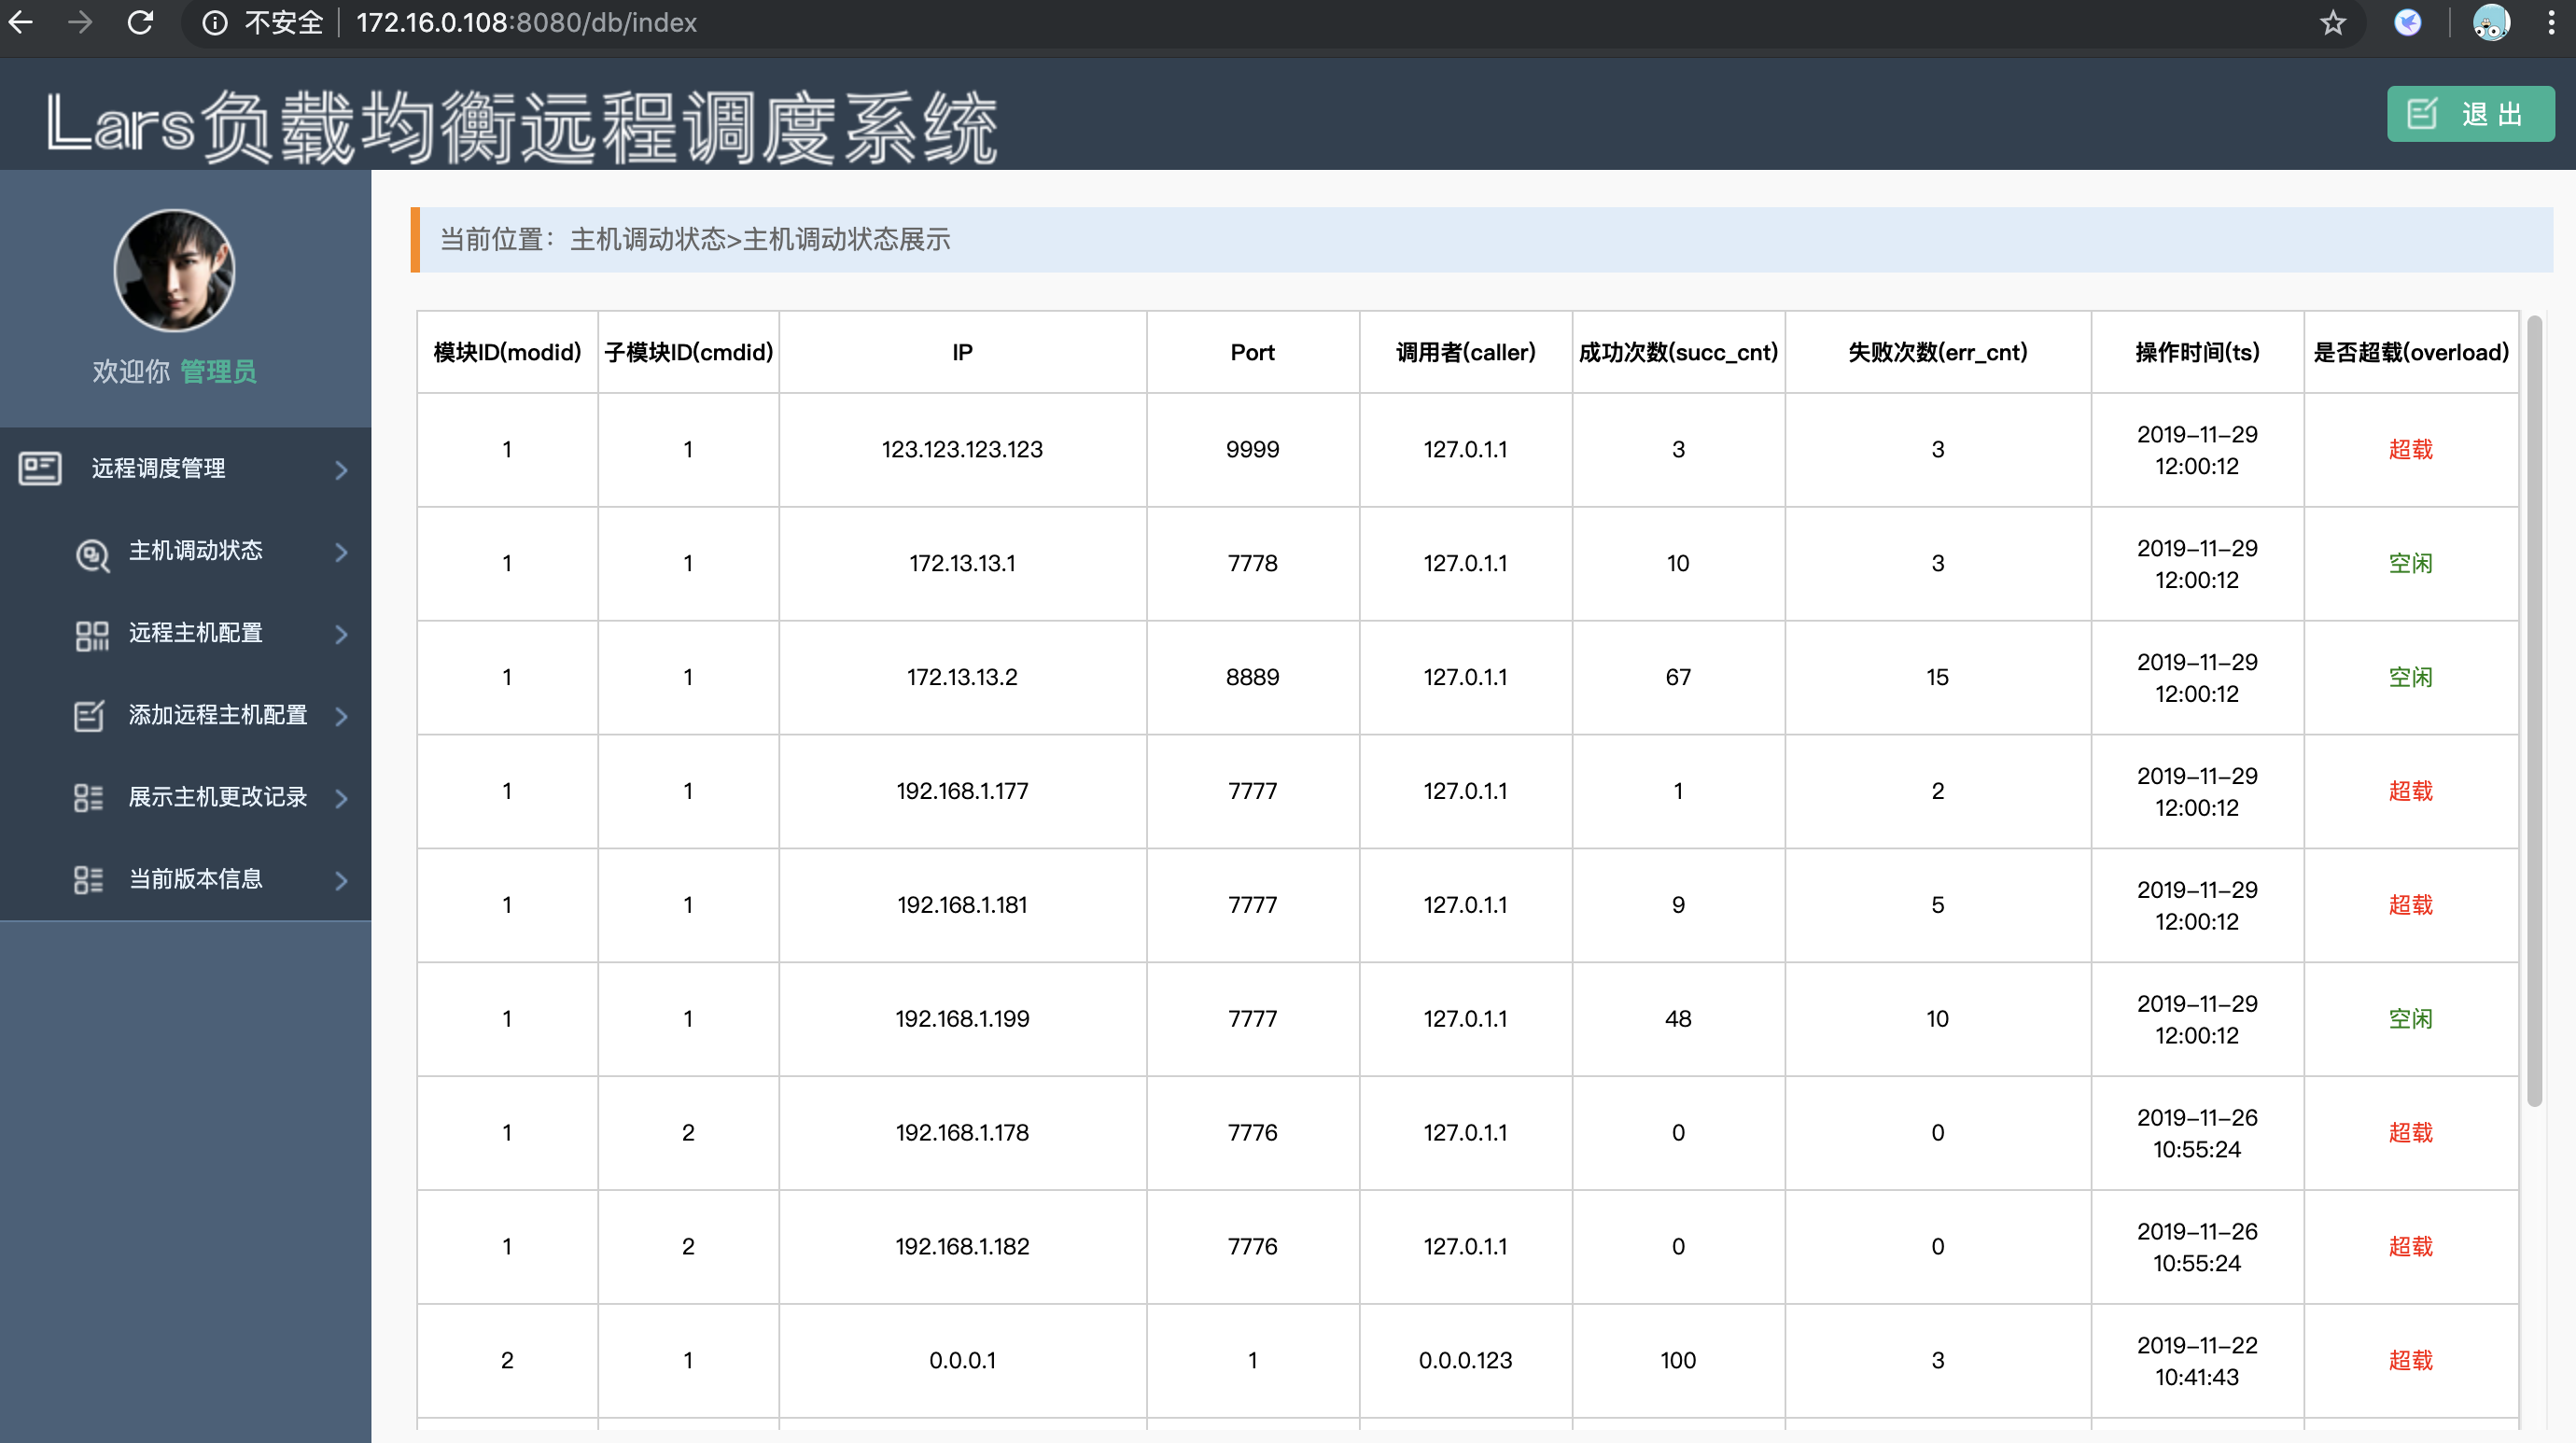 不安全 172.16.0.108:8080/db/index
Lars负载均衡远程调度系统
退 出
欢迎你 管理员
远程调度管理
主机调动状态
远程主机配置
添加远程主机配置
展示主机更改记录
当前版本信息
当前位置：主机调动状态>主机调动状态展示
模块ID(modid) 子模块ID(cmdid) IP Port 调用者(caller) 成功次数(succ_cnt) 失败次数(err_cnt) 操作时间(ts) 是否超载(overload)
1 1 123.123.123.123 9999 127.0.1.1 3 3 2019-11-29 12:00:12 超载
1 1 172.13.13.1 7778 127.0.1.1 10 3 2019-11-29 12:00:12 空闲
1 1 172.13.13.2 8889 127.0.1.1 67 15 2019-11-29 12:00:12 空闲
1 1 192.168.1.177 7777 127.0.1.1 1 2 2019-11-29 12:00:12 超载
1 1 192.168.1.181 7777 127.0.1.1 9 5 2019-11-29 12:00:12 超载
1 1 192.168.1.199 7777 127.0.1.1 48 10 2019-11-29 12:00:12 空闲
1 2 192.168.1.178 7776 127.0.1.1 0 0 2019-11-26 10:55:24 超载
1 2 192.168.1.182 7776 127.0.1.1 0 0 2019-11-26 10:55:24 超载
2 1 0.0.0.1 1 0.0.0.123 100 3 2019-11-22 10:41:43 超载